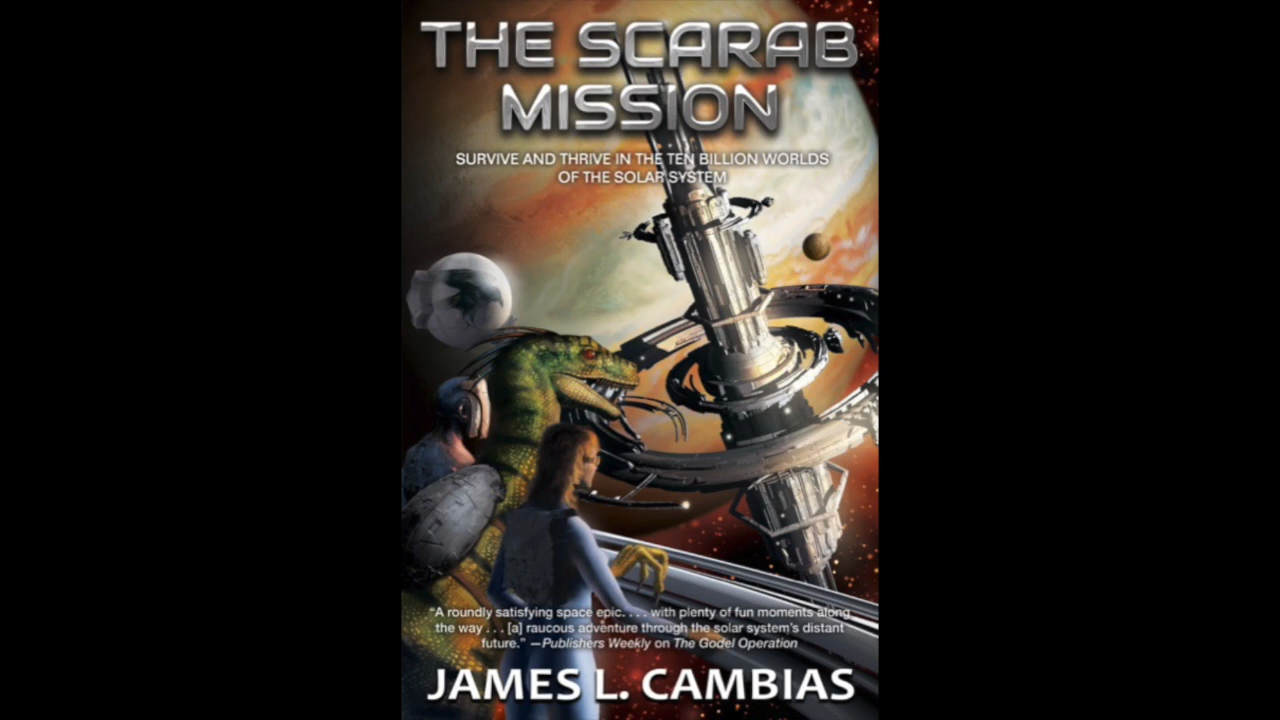 THE SCARAB
MISSION
SURVIVE AND THRIVE IN THE TEN BILLION WORLDS
OF THE SOLAR SYSTEM
“A roundly satisfying space epic. . . . with plenty of fun moments along
the way . . . [a] raucous adventure through the solar system’s distant
future.” —Publishers Weekly on The Godel Operation
JAMES L. CAMBIAS